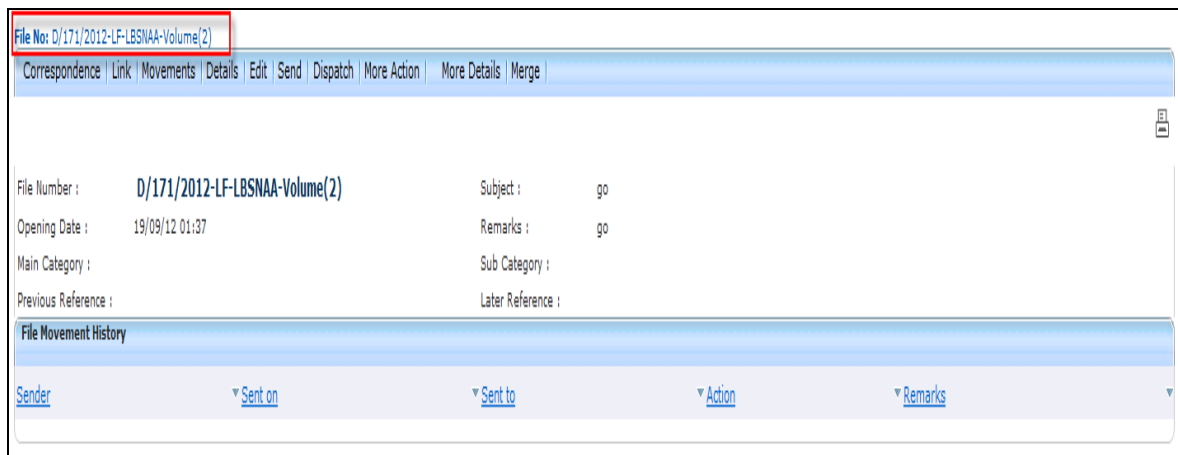 File No: D/171/2012-LF-LBSNAA-Volume(2)
Correspondence | Link | Movements | Details | Edit | Send | Dispatch | More Action | More Details | Merge |
File Number : D/171/2012-LF-LBSNAA-Volume(2) Subject : go
Opening Date : 19/09/12 01:37 Remarks : go
Main Category : Sub Category :
Previous Reference : Later Reference :
File Movement History
Sender Sent on Sent to Action Remarks